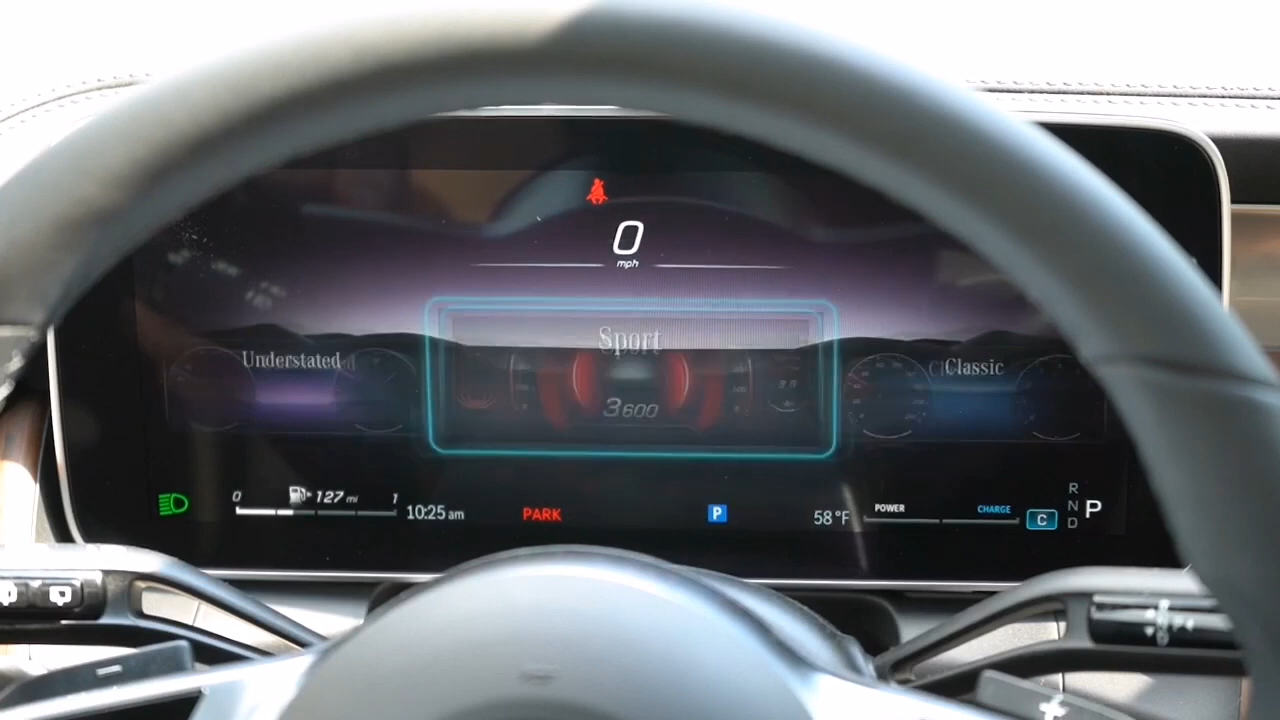 0
mph
Sport
Understated
Classic
3600
0 127 mi 1
10:25 am
PARK
P
58°F
POWER CHARGE
C
R
N
D
P